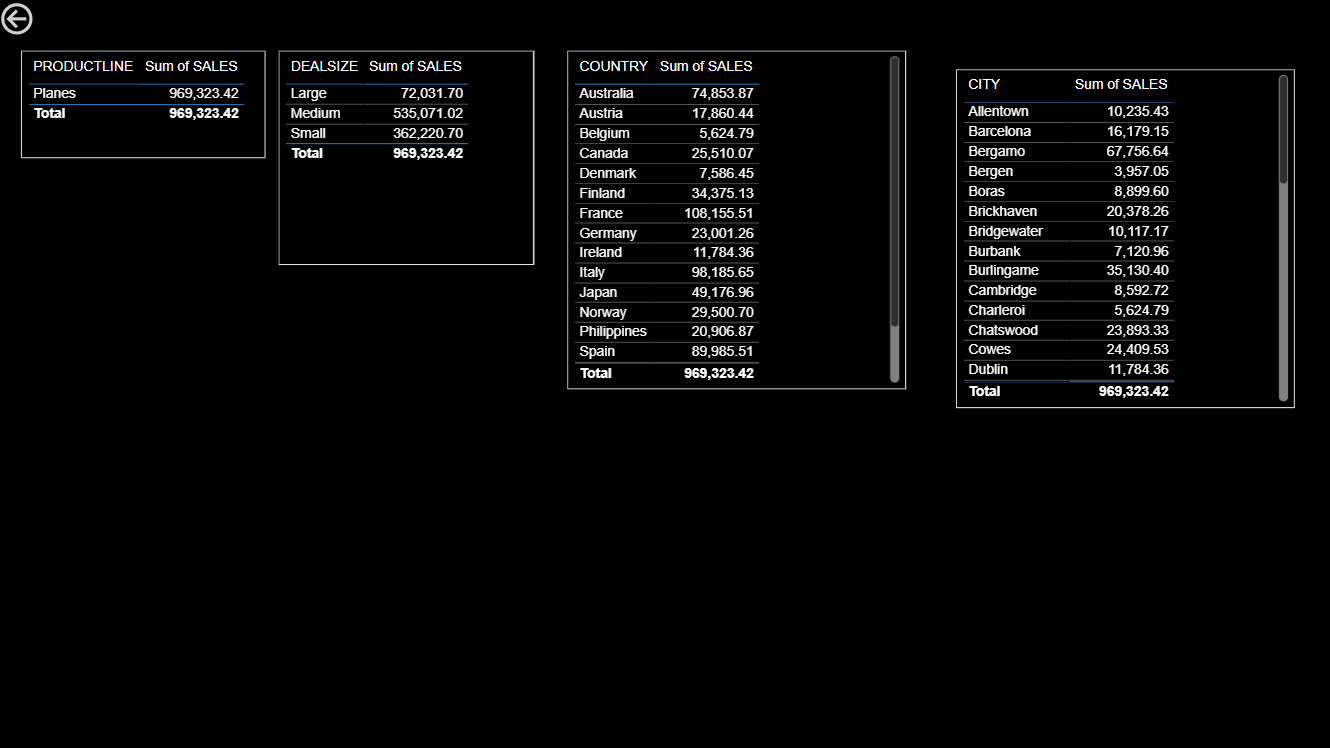 PRODUCTLINE Sum of SALES
Planes 969,323.42
Total 969,323.42
DEALSIZE Sum of SALES
Large 72,031.70
Medium 535,071.02
Small 362,220.70
Total 969,323.42
COUNTRY Sum of SALES
Australia 74,853.87
Austria 17,860.44
Belgium 5,624.79
Canada 25,510.07
Denmark 7,586.45
Finland 34,375.13
France 108,155.51
Germany 23,001.26
Ireland 11,784.36
Italy 98,185.65
Japan 49,176.96
Norway 29,500.70
Philippines 20,906.87
Spain 89,985.51
Total 969,323.42
CITY Sum of SALES
Allentown 10,235.43
Barcelona 16,179.15
Bergamo 67,756.64
Bergen 3,957.05
Boras 8,899.60
Brickhaven 20,378.26
Bridgewater 10,117.17
Burbank 7,120.96
Burlingame 35,130.40
Cambridge 8,592.72
Charleroi 5,624.79
Chatswood 23,893.33
Cowes 24,409.53
Dublin 11,784.36
Total 969,323.42